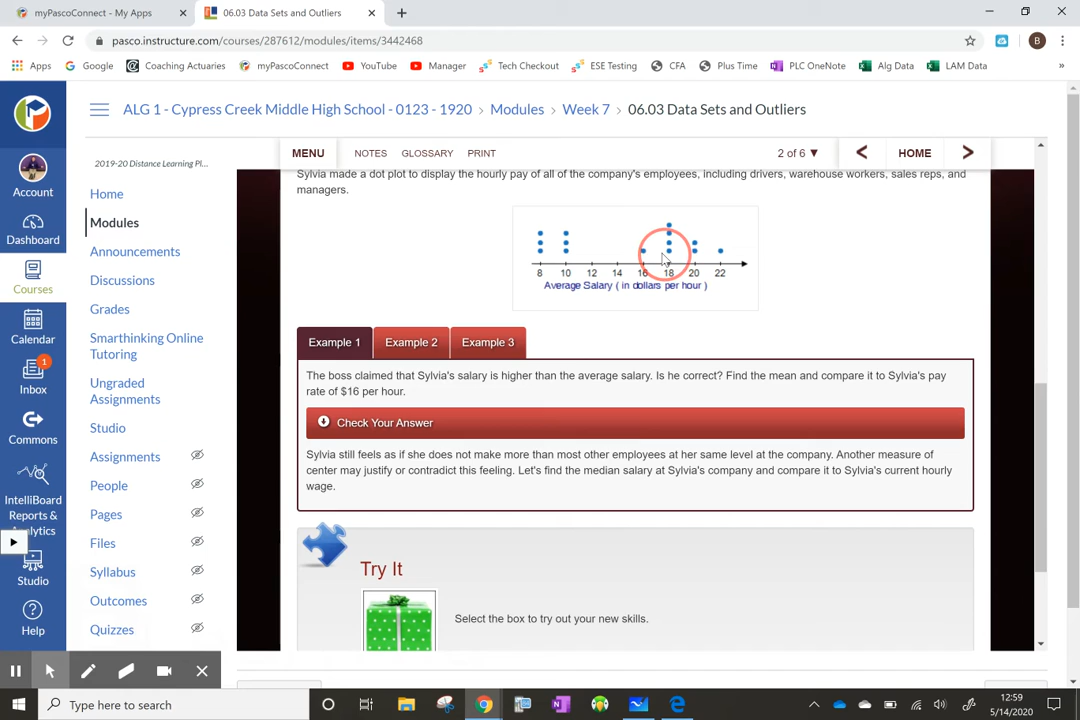 myPascoConnect - My Apps
06.03 Data Sets and Outliers
pasco.instructure.com/courses/287612/modules/items/3442468
B
Apps
Google
Coaching Actuaries
myPascoConnect
YouTube
Manager
Tech Checkout
ESE Testing
CFA
Plus Time
PLC OneNote
Alg Data
LAM Data
»
ALG 1 - Cypress Creek Middle High School - 0123 - 1920 > Modules > Week 7 > 06.03 Data Sets and Outliers
Account
Dashboard
Courses
Calendar
1
Inbox
Commons
IntelliBoard
Reports &
Analytics
Studio
Help
2019-20 Distance Learning Pl...
Home
Modules
Announcements
Discussions
Grades
Smarthinking Online
Tutoring
Ungraded
Assignments
Studio
Assignments
People
Pages
Files
Syllabus
Outcomes
Quizzes
MENU NOTES GLOSSARY PRINT 2 of 6 ▼ < HOME >
Sylvia made a dot plot to display the hourly pay of all of the company's employees, including drivers, warehouse workers, sales reps, and
managers.
8 10 12 14 16 18 20 22
Average Salary ( in dollars per hour )
Example 1 Example 2 Example 3
The boss claimed that Sylvia's salary is higher than the average salary. Is he correct? Find the mean and compare it to Sylvia's pay
rate of $16 per hour.
Check Your Answer
Sylvia still feels as if she does not make more than most other employees at her same level at the company. Another measure of
center may justify or contradict this feeling. Let's find the median salary at Sylvia's company and compare it to Sylvia's current hourly
wage.
Try It
Select the box to try out your new skills.
Type here to search
12:59
5/14/2020